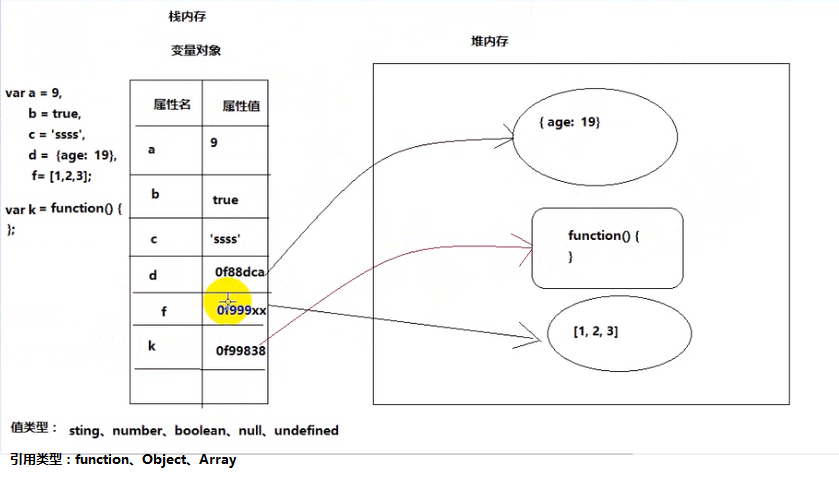 栈内存
变量对象
堆内存
var a = 9,
b = true,
c = 'ssss',
d = {age: 19},
f= [1,2,3];
var k = function() {
};
属性名 属性值
a 9
b true
c 'ssss'
d 0f88dca
f 0f999xx
k 0f99838
{ age: 19}
function() {
}
[1, 2, 3]
值类型： sting、number、boolean、null、undefined
引用类型：function、Object、Array